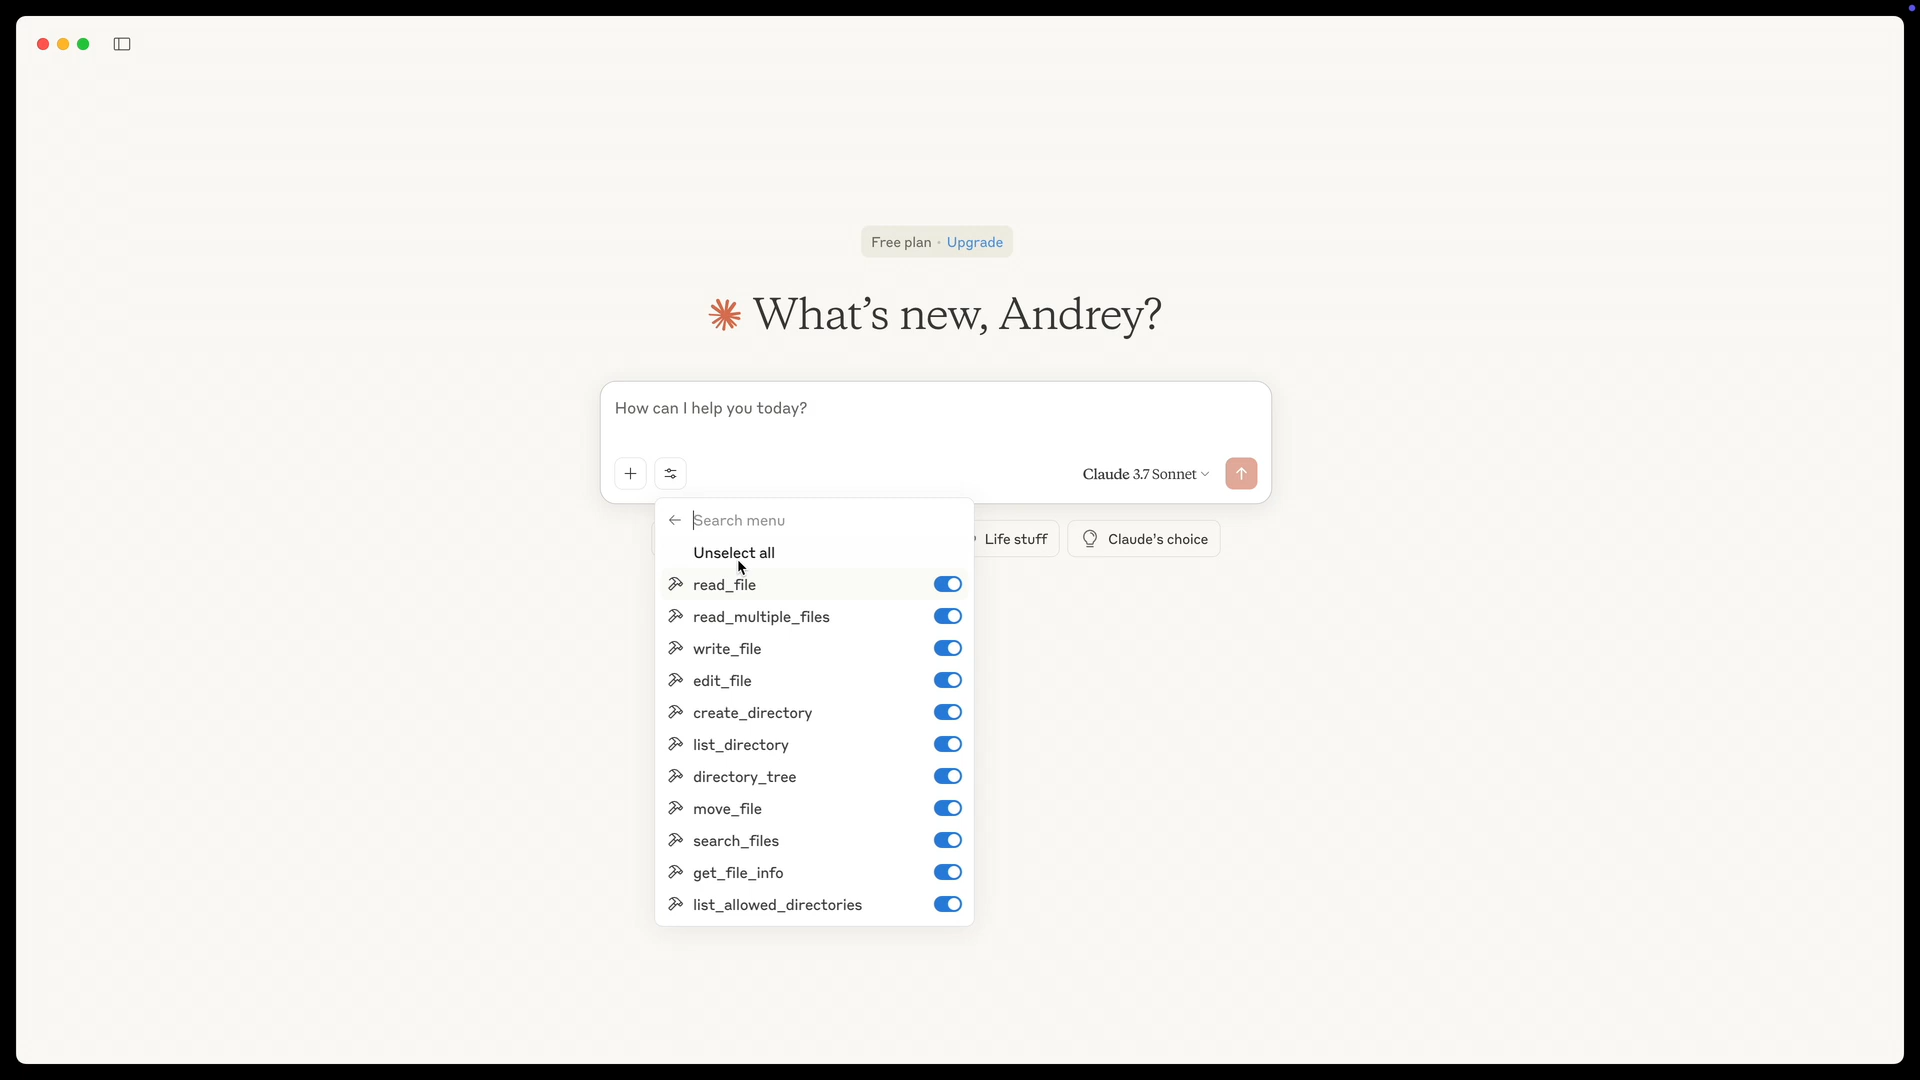 Free plan · Upgrade
What's new, Andrey?
How can I help you today?
Claude 3.7 Sonnet
Search menu
Life stuff
Claude's choice
Unselect all
read_file
read_multiple_files
write_file
edit_file
create_directory
list_directory
directory_tree
move_file
search_files
get_file_info
list_allowed_directories